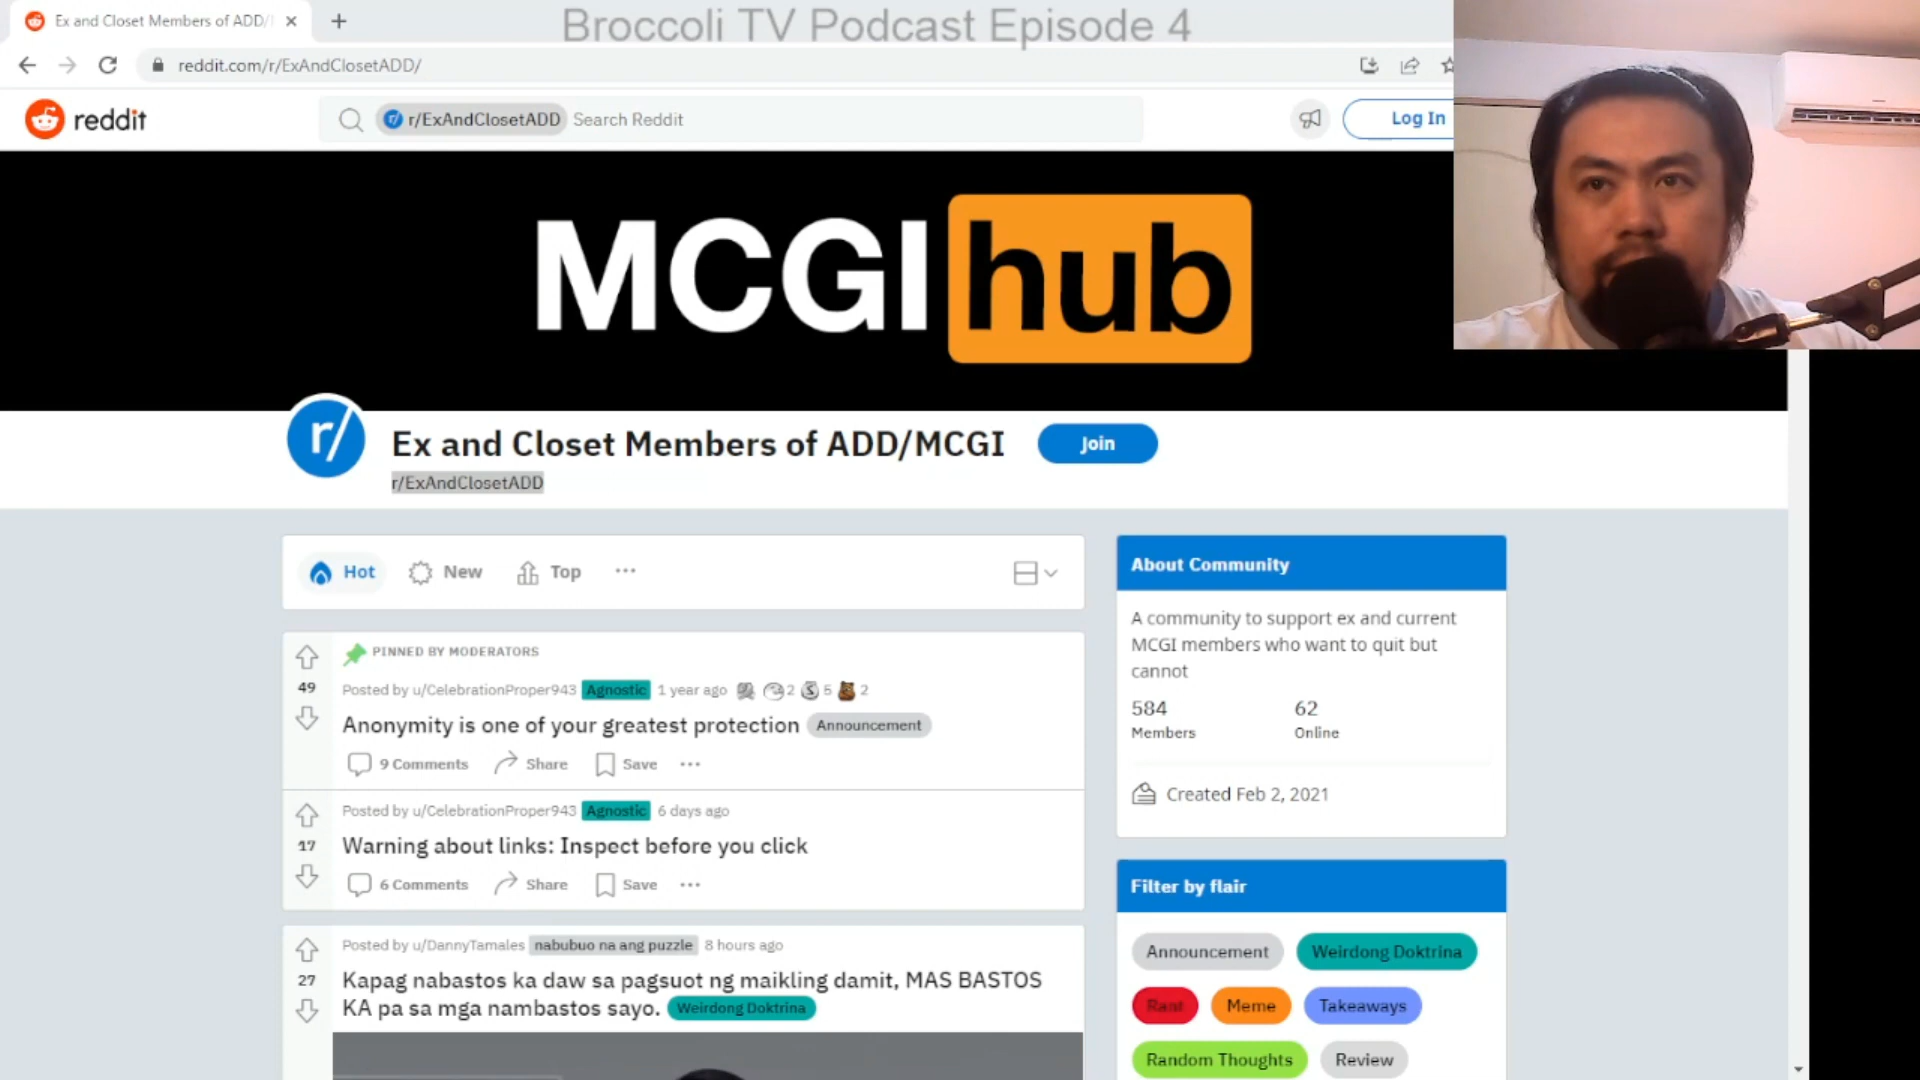 Ex and Closet Members of ADD/
Broccoli TV Podcast Episode 4
reddit.com/r/ExAndClosetADD/
reddit
r/ExAndClosetADD Search Reddit
Log In
MCGI hub
r/
Ex and Closet Members of ADD/MCGI
Join
r/ExAndClosetADD
Hot
New
Top
PINNED BY MODERATORS
Posted by u/CelebrationProper943 Agnostic 1 year ago 2 5 2
49
Anonymity is one of your greatest protection Announcement
9 Comments Share Save
Posted by u/CelebrationProper943 Agnostic 6 days ago
17
Warning about links: Inspect before you click
6 Comments Share Save
Posted by u/DannyTamales nabubuo na ang puzzle 8 hours ago
27
Kapag nabastos ka daw sa pagsuot ng maikling damit, MAS BASTOS
KA pa sa mga nambastos sayo. Weirdong Doktrina
About Community
A community to support ex and current
MCGI members who want to quit but
cannot
584 62
Members Online
Created Feb 2, 2021
Filter by flair
Announcement Weirdong Doktrina
Rant Meme Takeaways
Random Thoughts Review